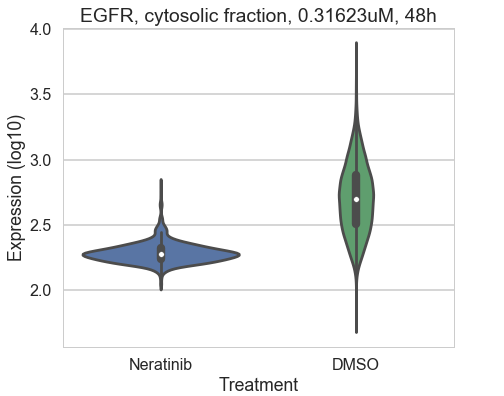 EGFR, cytosolic fraction, 0.31623uM, 48h
4.0
3.5
3.0
2.5
2.0
Expression (log10)
Neratinib
DMSO
Treatment